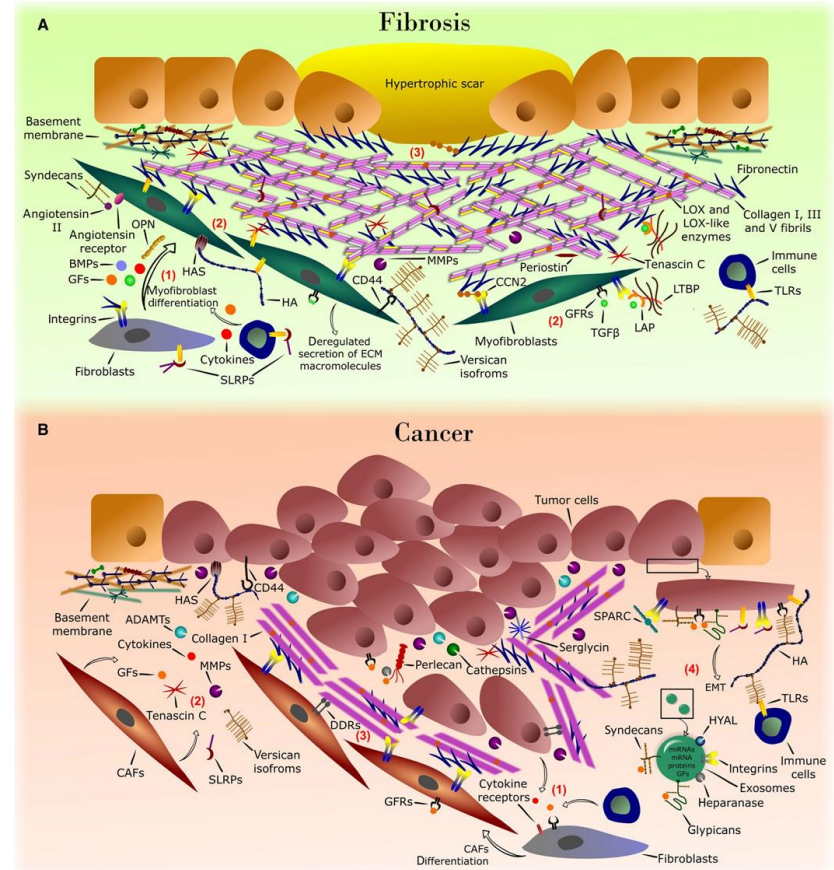 A
Fibrosis
Hypertrophic scar
Basement
membrane
(3)
Fibronectin
Syndecans
Collagen I, III
and V fibrils
LOX and
LOX-like
enzymes
Angiotensin
II
Angiotensin
receptor
OPN
(2)
BMPs
GFs
(1)
HAS
MMPs
Periostin
Tenascin C
Immune
cells
Myofibroblast
differentiation
HA
CD44
CCN2
LTBP
TLRs
Integrins
GFRs
(2)
TGFβ
LAP
Myofibroblasts
Fibroblasts
Cytokines
SLRPs
Deregulated
secretion of ECM
macromolecules
Versican
isofroms
B
Cancer
Tumor cells
Basement
membrane
HAS
CD44
ADAMTs
Collagen I
Cytokines
GFs
MMPs
(2)
Tenascin C
CAFs
SLRPs
Versican
isofroms
Perlecan
Cathepsins
Serglycin
SPARC
(4)
HA
EMT
TLRs
DDRs
(3)
GFRs
Cytokine
receptors
(1)
CAFs
Differentiation
Fibroblasts
Syndecans
HYAL
miRNAs
mRNA
proteins
GFs
Integrins
Exosomes
Heparanase
Glypicans
Immune
cells